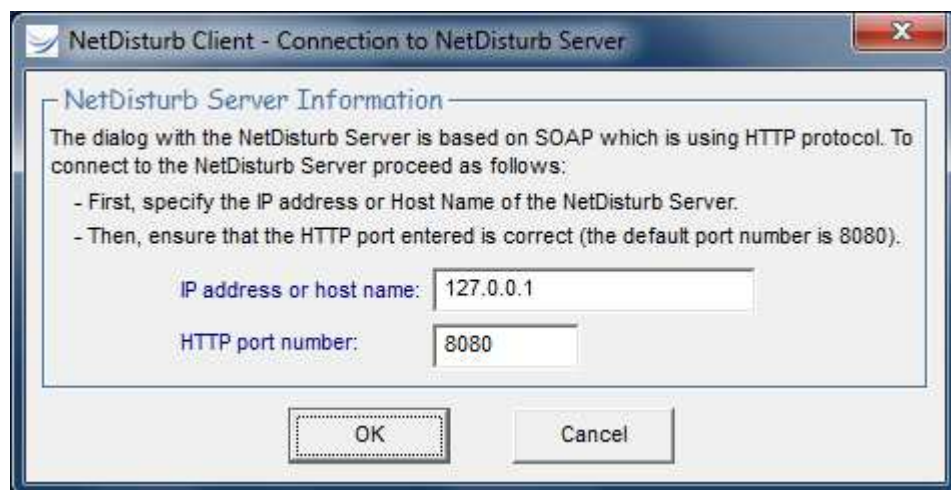 NetDisturb Client - Connection to NetDisturb Server
NetDisturb Server Information
The dialog with the NetDisturb Server is based on SOAP which is using HTTP protocol. To
connect to the NetDisturb Server proceed as follows:
- First, specify the IP address or Host Name of the NetDisturb Server.
- Then, ensure that the HTTP port entered is correct (the default port number is 8080).
IP address or host name: 127.0.0.1
HTTP port number: 8080
OK Cancel